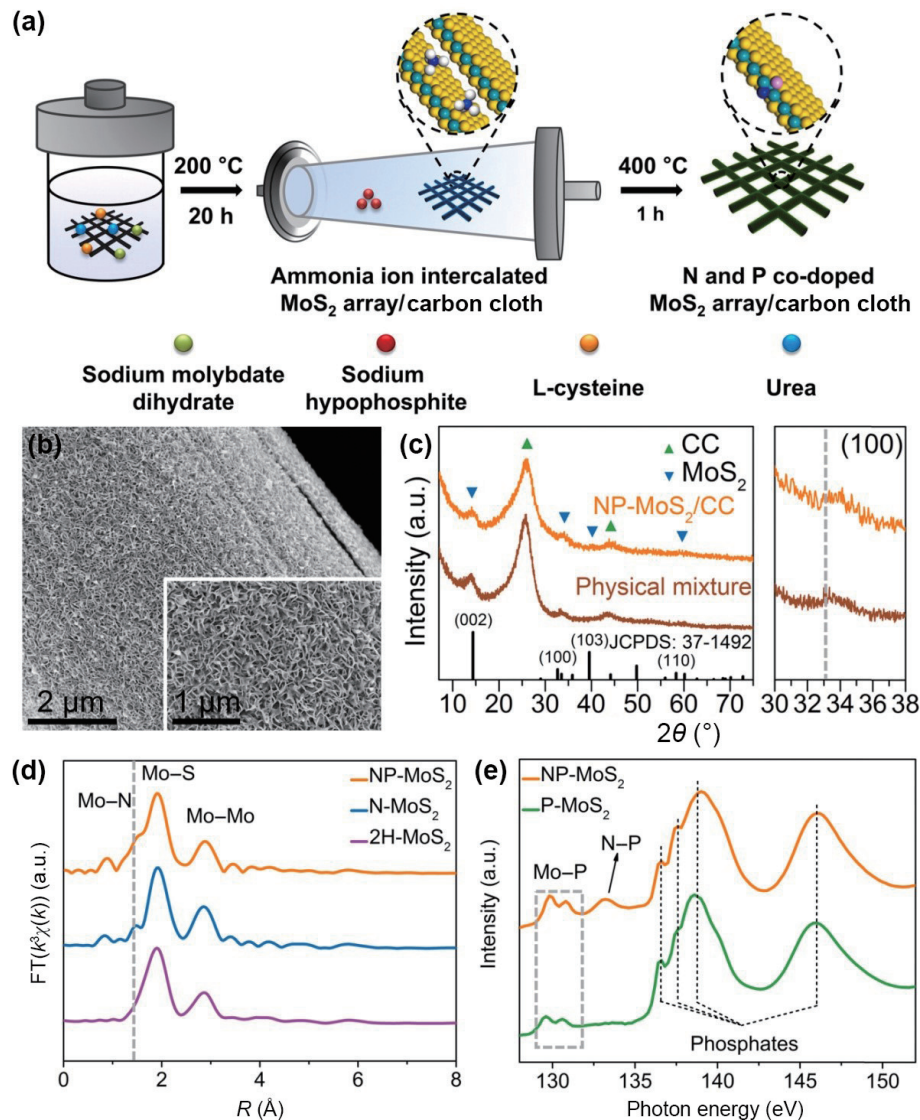 (a)
200 °C
20 h
400 °C
1 h
Ammonia ion intercalated
MoS₂ array/carbon cloth
N and P co-doped
MoS₂ array/carbon cloth
Sodium molybdate
dihydrate
Sodium
hypophosphite
L-cysteine
Urea
(b)
2 μm
1 μm
(c)
CC
MoS₂
NP-MoS₂/CC
Physical mixture
(002)
(100)
(103)
JCPDS: 37-1492
(110)
Intensity (a.u.)
10 20 30 40 50 60 70
(100)
30 32 34 36 38
2θ (°)
(d)
Mo–N
Mo–S
Mo–Mo
NP-MoS₂
N-MoS₂
2H-MoS₂
FT(k³χ(k)) (a.u.)
0 2 4 6 8
R (Å)
(e)
NP-MoS₂
P-MoS₂
N–P
Mo–P
Phosphates
Intensity (a.u.)
130 135 140 145 150
Photon energy (eV)